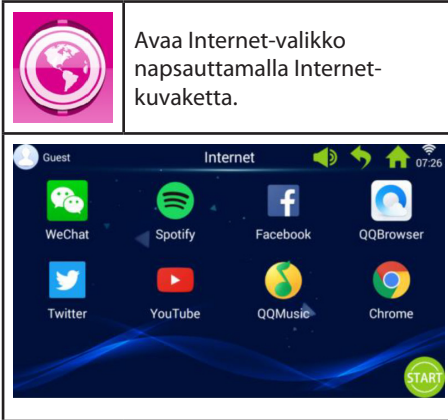 Avaa Internet-valikko
napsauttamalla Internet-
kuvaketta.
Guest Internet 07:26
WeChat Spotify Facebook QQBrowser
Twitter YouTube QQMusic Chrome
START